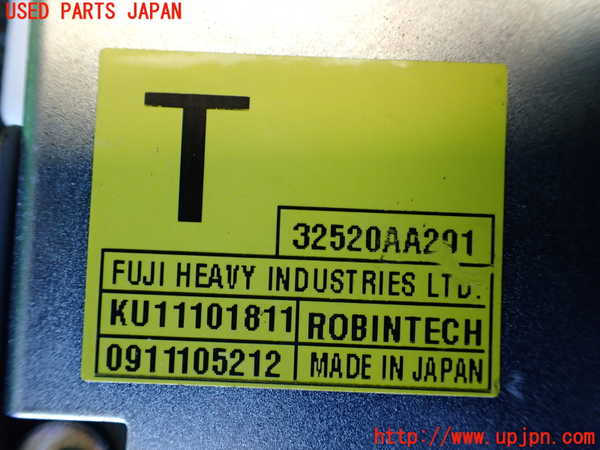 USED PARTS JAPAN
T
32520AA291
FUJI HEAVY INDUSTRIES LTD.
KU11101811 ROBINTECH
0911105212 MADE IN JAPAN
http://www.upjpn.com/